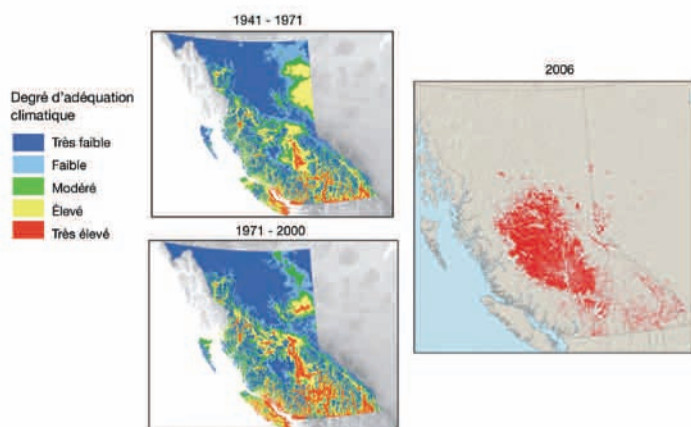 1941 - 1971
2006
Degré d'adéquation
climatique
Très faible
Faible
Modéré
Élevé
Très élevé
1971 - 2000